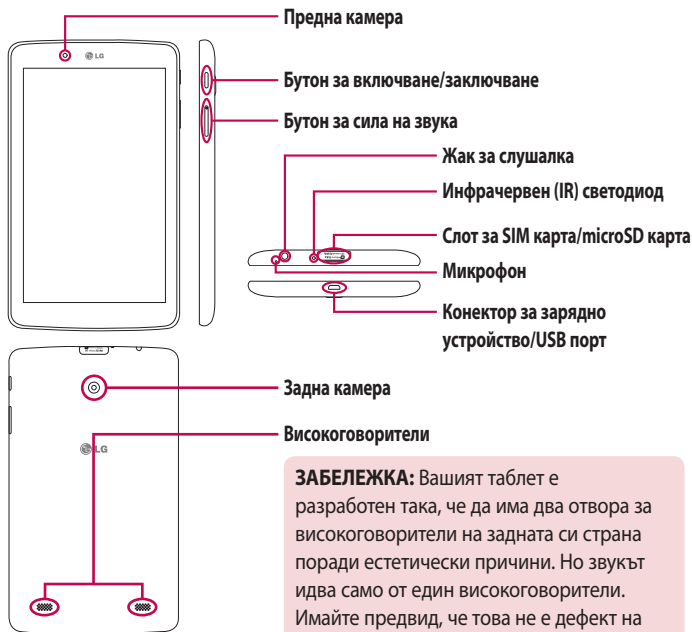 Предна камера
LG
Бутон за включване/заключване
Бутон за сила на звука
Жак за слушалка
Инфрачервен (IR) светодиод
Слот за SIM карта/microSD карта
Микрофон
Конектор за зарядно
устройство/USB порт
Задна камера
Високоговорители
LG
ЗАБЕЛЕЖКА: Вашият таблет е
разработен така, че да има два отвора за
високоговорители на задната си страна
поради естетически причини. Но звукът
идва само от един високоговорители.
Имайте предвид, че това не е дефект на